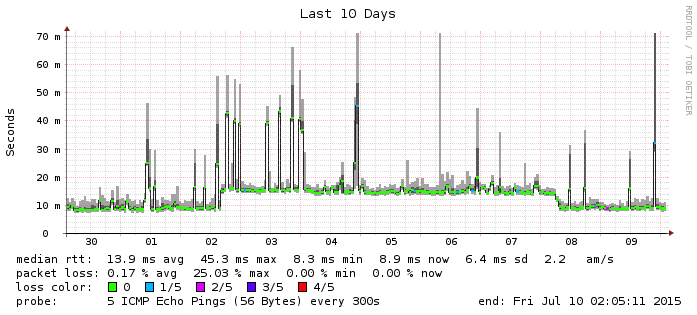 Last 10 Days
RRDTOOL / TOBI OETIKER
Seconds
70 m
60 m
50 m
40 m
30 m
20 m
10 m
0
30 01 02 03 04 05 06 07 08 09
median rtt: 13.9 ms avg 45.3 ms max 8.3 ms min 8.9 ms now 6.4 ms sd 2.2 am/s
packet loss: 0.17 % avg 25.03 % max 0.00 % min 0.00 % now
loss color: 0 1/5 2/5 3/5 4/5
probe: 5 ICMP Echo Pings (56 Bytes) every 300s end: Fri Jul 10 02:05:11 2015